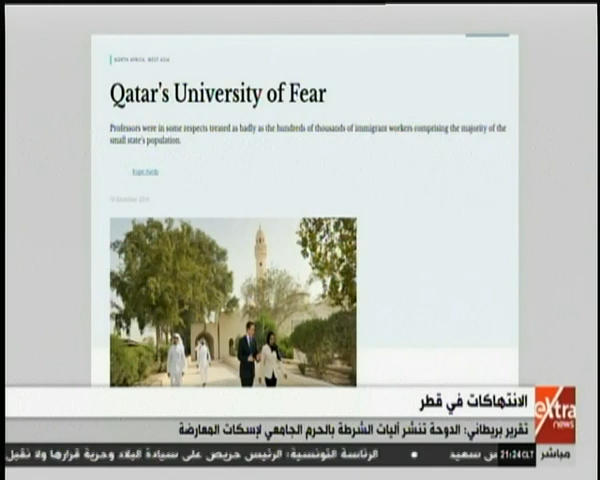 NORTH AFRICA, WEST ASIA
Qatar's University of Fear
Professors were in some respects treated as badly as the hundreds of thousands of immigrant workers comprising the majority of the
small state's population.
الانتهاكات في قطر
تقرير بريطاني: الدوحة تنشر آليات الشرطة بالحرم الجامعي لإسكات المعارضة
eXtra
news
مباشر
21:24 CLT
س سعيد
الرئاسة التونسية: الرئيس حريص على سيادة البلاد وحرية قرارها ولا نقبل